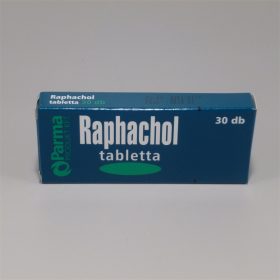 Raphachol
tabletta 30 db
Parma
Raphachol
tabletta
30 db